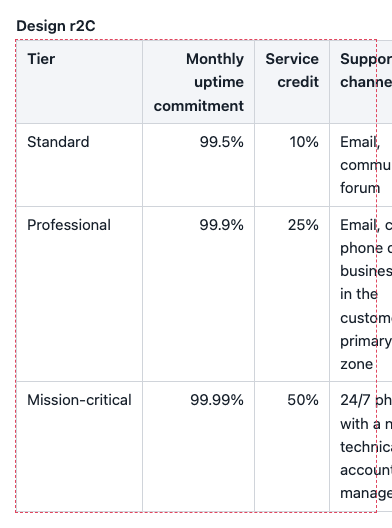 Design r2C
Tier
Monthly
uptime
commitment
Service
credit
Suppor
channe
Standard
99.5%
10%
Email,
commu
forum
Professional
99.9%
25%
Email, c
phone
busines
in the
custome
primary
zone
Mission-critical
99.99%
50%
24/7 ph
with a n
technica
account
manage